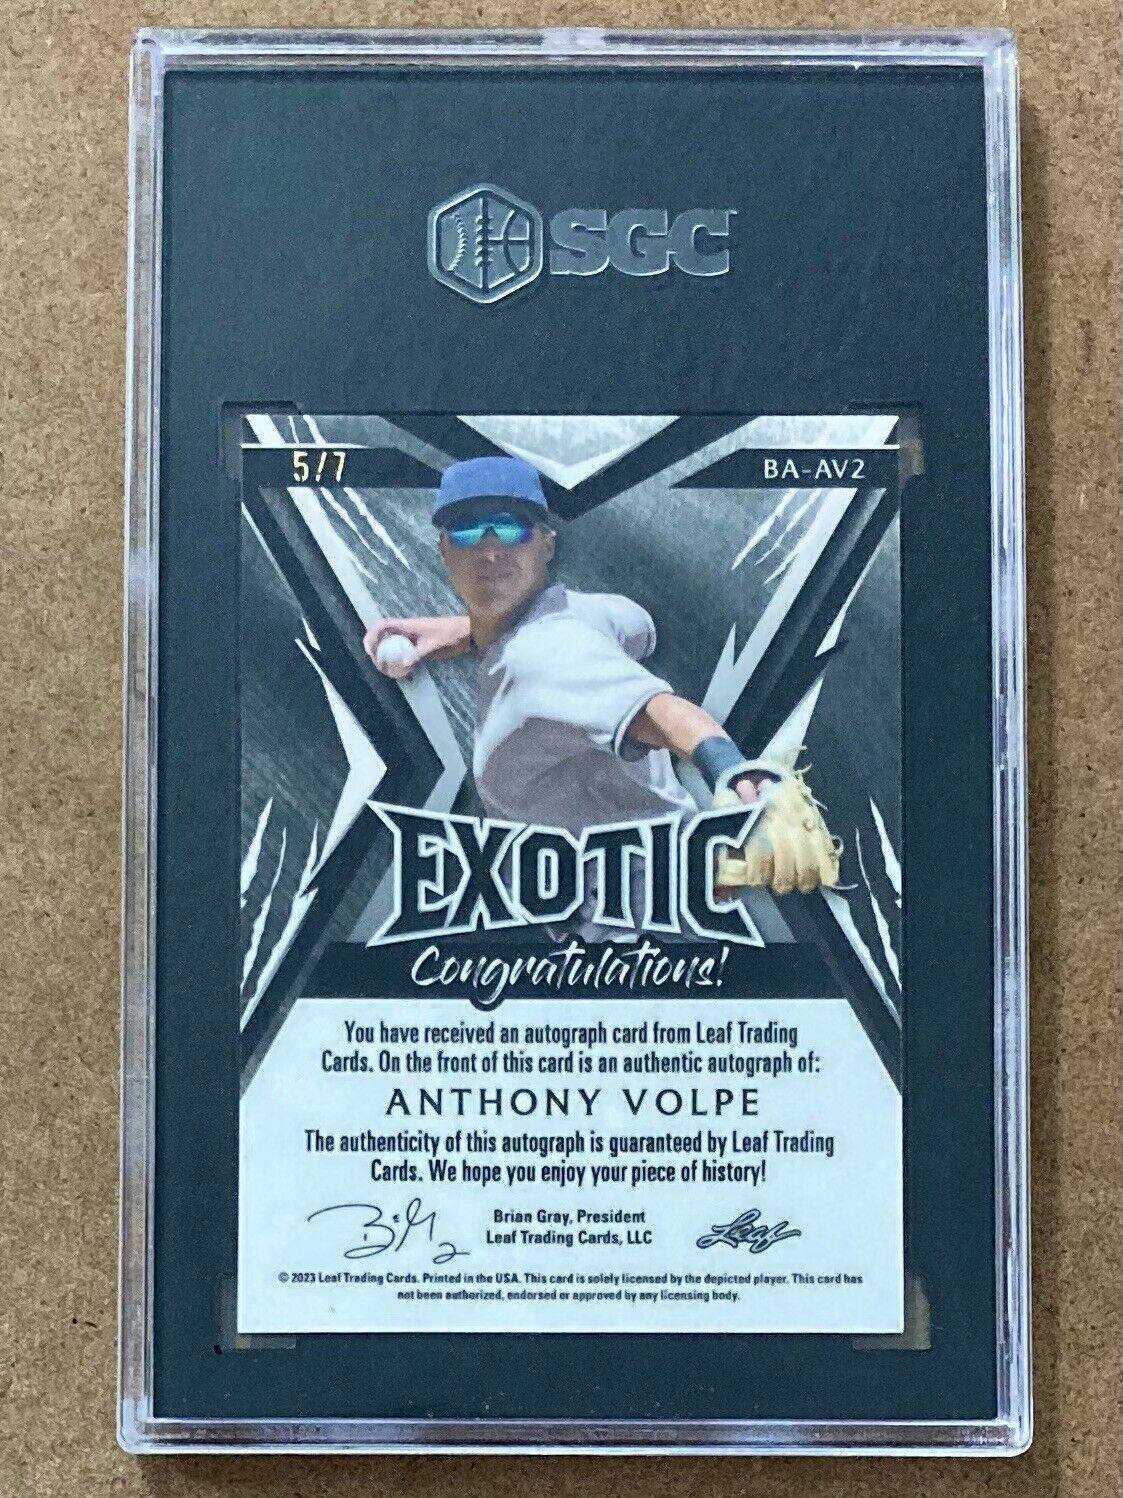 SGC
5/7
BA-AV2
EXOTIC
Congratulations!
You have received an autograph card from Leaf Trading
Cards. On the front of this card is an authentic autograph of:
ANTHONY VOLPE
The authenticity of this autograph is guaranteed by Leaf Trading
Cards. We hope you enjoy your piece of history!
Brian Gray, President
Leaf Trading Cards, LLC
Leaf
© 2023 Leaf Trading Cards. Printed in the USA. This card is solely licensed by the depicted player. This card has
not been authorized, endorsed or approved by any licensing body.